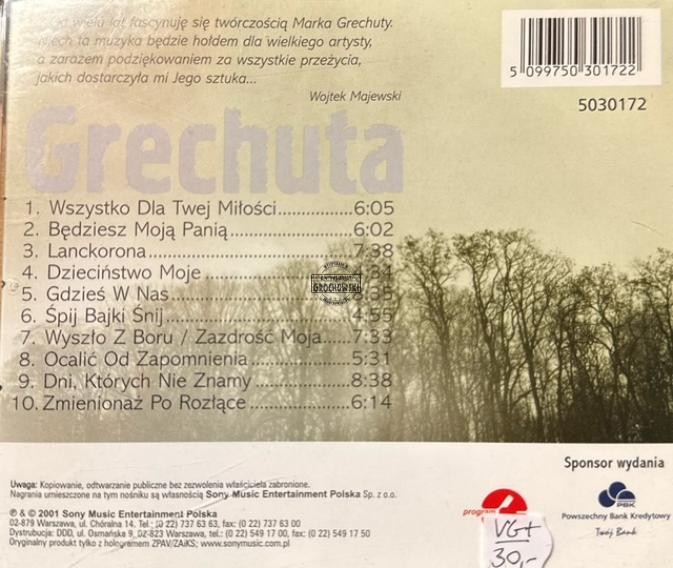 Od wielu lat fascynuję się twórczością Marka Grechuty.
Niech ta muzyka będzie hołdem dla wielkiego artysty,
a zarazem podziękowaniem za wszystkie przeżycia,
jakich dostarczyła mi Jego sztuka...
Wojtek Majewski
5 099750 301722
5030172
Grechuta
1. Wszystko Dla Twej Miłości.................6:05
2. Będziesz Moją Panią............................6:02
3. Lanckorona...........................................7:38
4. Dzieciństwo Moje
5. Gdzieś W Nas
6. Śpij Bajki Śnij.......................................4:55
7. Wyszło Z Boru / Zazdrość Moja.......7:33
8. Ocalić Od Zapomnienia.......................5:31
9. Dni, Których Nie Znamy......................8:38
10. Zmienionaż Po Rozłące.......................6:14
GROCHOWSKI
Sponsor wydania
Uwaga: Kopiowanie, odtwarzanie publiczne bez zezwolenia właściciela zabronione.
Nagrania umieszczone na tym nośniku są własnością Sony Music Entertainment Polska Sp. z o.o.
℗ & © 2001 Sony Music Entertainment Polska
02-879 Warszawa, ul. Chóralna 14. Tel.: (0 22) 737 63 63, fax: (0 22) 737 63 00
Dystrubucja: DDD, ul. Osmańska 9, 02-823 Warszawa, tel.: (0 22) 549 17 00, fax: (0 22) 549 17 50
Oryginalny produkt tylko z hologramem ZPAV/ZAiKS; www.sonymusic.com.pl
program
VG+
30,-
PBK
Powszechny Bank Kredytowy
Twój Bank